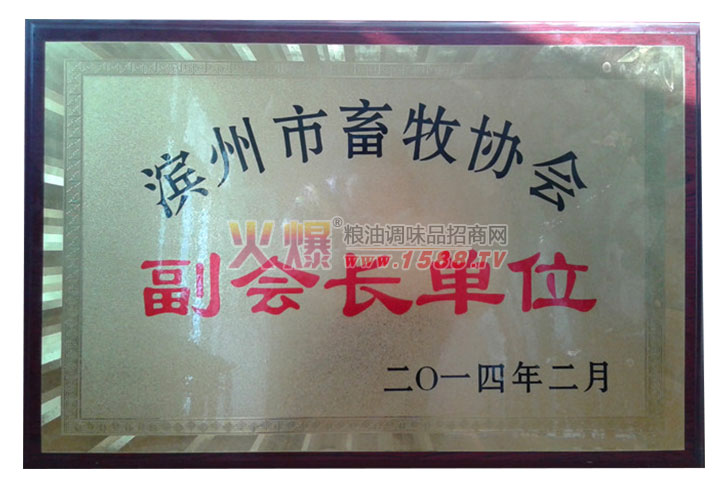 滨州市畜牧协会
火爆®粮油调味品招商网
www.1588.TV
副会长单位
二〇一四年二月